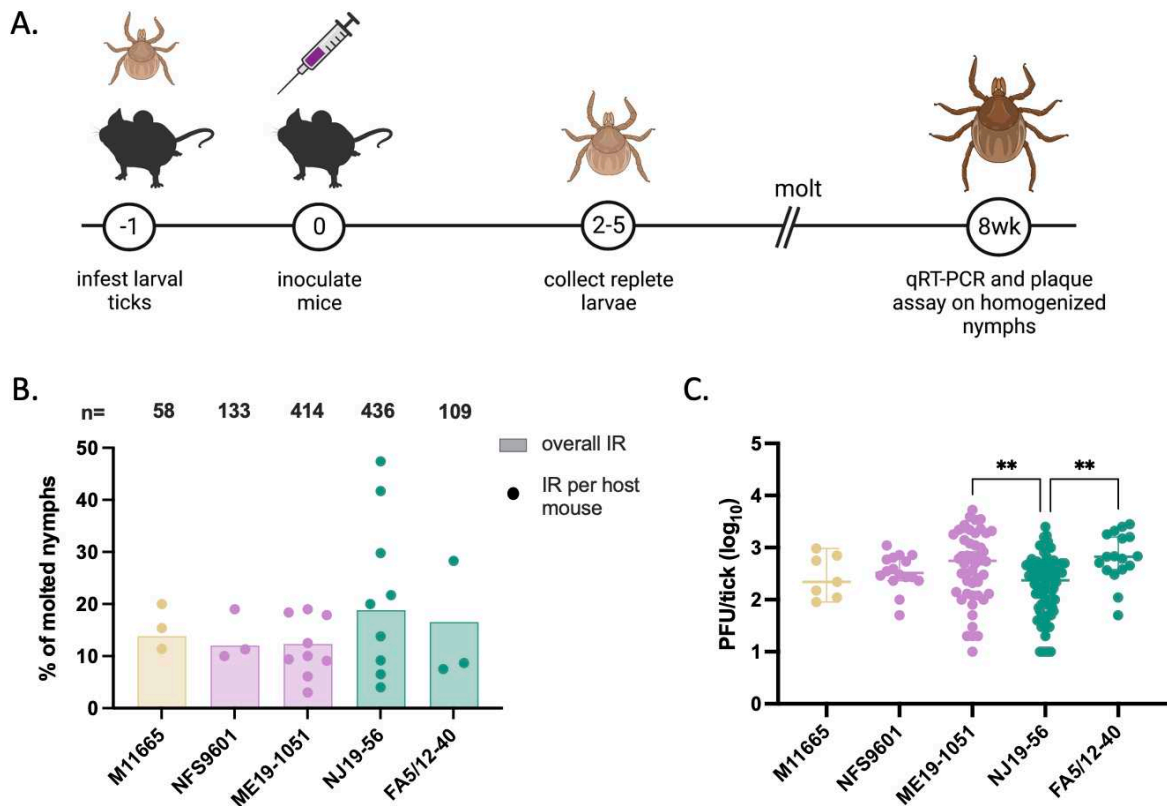 A.
-1
0
2-5
molt
8wk
infest larval
ticks
inoculate
mice
collect replete
larvae
qRT-PCR and plaque
assay on homogenized
nymphs
B.
n= 58 133 414 436 109
% of molted nymphs
50
40
30
20
10
0
M11665
NFS9601
ME19-1051
NJ19-56
FA5/12-40
overall IR
IR per host
mouse
C.
PFU/tick (log10)
5
4
3
2
1
0
** **
M11665
NFS9601
ME19-1051
NJ19-56
FA5/12-40